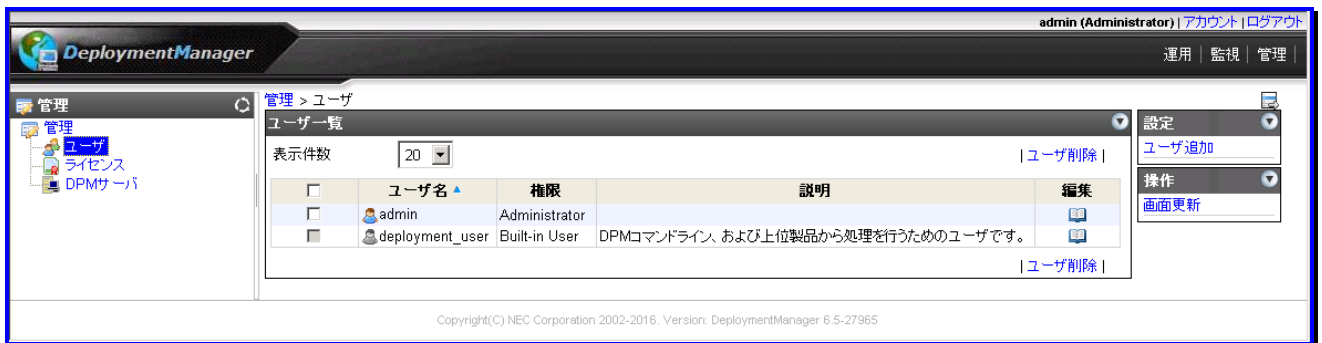 admin (Administrator) | アカウント | ログアウト
DeploymentManager
運用 | 監視 | 管理 |
管理
管理
ユーザ
ライセンス
DPMサーバ
管理 > ユーザ
ユーザ一覧
表示件数 20 | ユーザ削除 |
ユーザ名 権限 説明 編集
admin Administrator
deployment_user Built-in User DPMコマンドライン、および上位製品から処理を行うためのユーザです。
| ユーザ削除 |
設定
ユーザ追加
操作
画面更新
Copyright(C) NEC Corporation 2002-2016. Version: DeploymentManager 6.5-27965